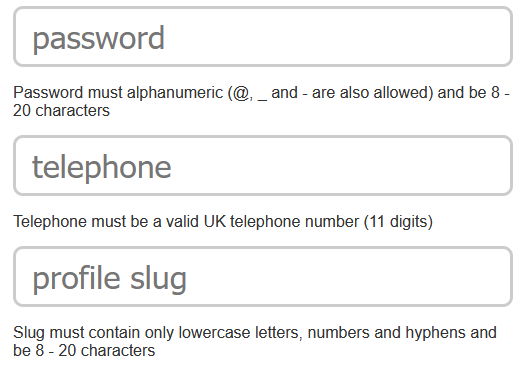 password
Password must alphanumeric (@, _ and - are also allowed) and be 8 -
20 characters
telephone
Telephone must be a valid UK telephone number (11 digits)
profile slug
Slug must contain only lowercase letters, numbers and hyphens and
be 8 - 20 characters